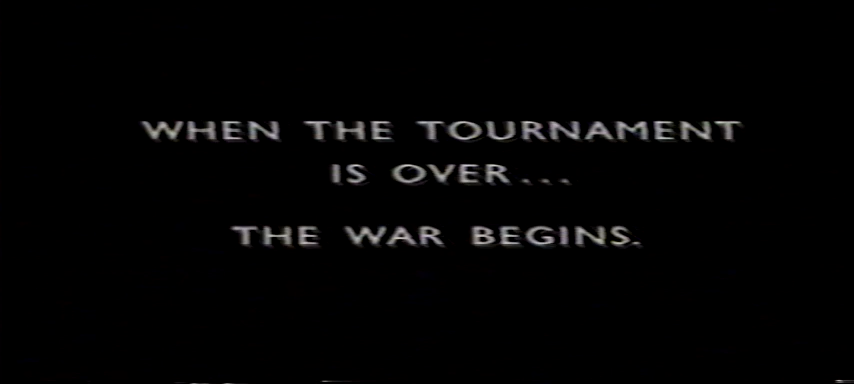 WHEN THE TOURNAMENT
IS OVER...
THE WAR BEGINS.